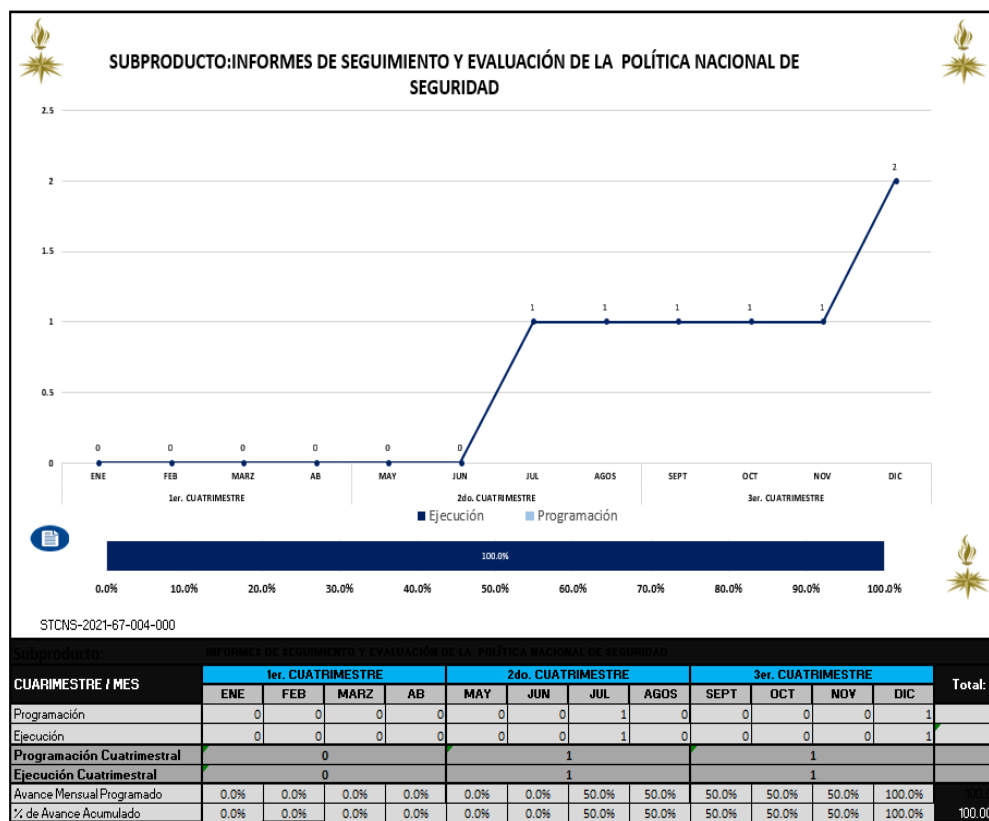 SUBPRODUCTO:INFORMES DE SEGUIMIENTO Y EVALUACIÓN DE LA POLÍTICA NACIONAL DE
SEGURIDAD
2.5
2
1.5
1
0.5
0
0 0 0 0 0 0 1 1 1 1 1 2
ENE FEB MARZ AB MAY JUN JUL AGOS SEPT OCT NOV DIC
1er. CUATRIMESTRE 2do. CUATRIMESTRE 3er. CUATRIMESTRE
Ejecución Programación
100.0%
0.0% 10.0% 20.0% 30.0% 40.0% 50.0% 60.0% 70.0% 80.0% 90.0% 100.0%
STCNS-2021-67-004-000
Subproducto: INFORMES DE SEGUIMIENTO Y EVALUACIÓN DE LA POLÍTICA NACIONAL DE SEGURIDAD
CUARIMESTRE / MES 1er. CUATRIMESTRE 2do. CUATRIMESTRE 3er. CUATRIMESTRE Total:
ENE FEB MARZ AB MAY JUN JUL AGOS SEPT OCT NOV DIC
Programación 0 0 0 0 0 0 1 0 0 0 0 1
Ejecución 0 0 0 0 0 0 1 0 0 0 0 1
Programación Cuatrimestral 0 1 1
Ejecución Cuatrimestral 0 1 1
Avance Mensual Programado 0.0% 0.0% 0.0% 0.0% 0.0% 0.0% 50.0% 50.0% 50.0% 50.0% 50.0% 100.0%
% de Avance Acumulado 0.0% 0.0% 0.0% 0.0% 0.0% 0.0% 50.0% 50.0% 50.0% 50.0% 50.0% 100.0% 100.00